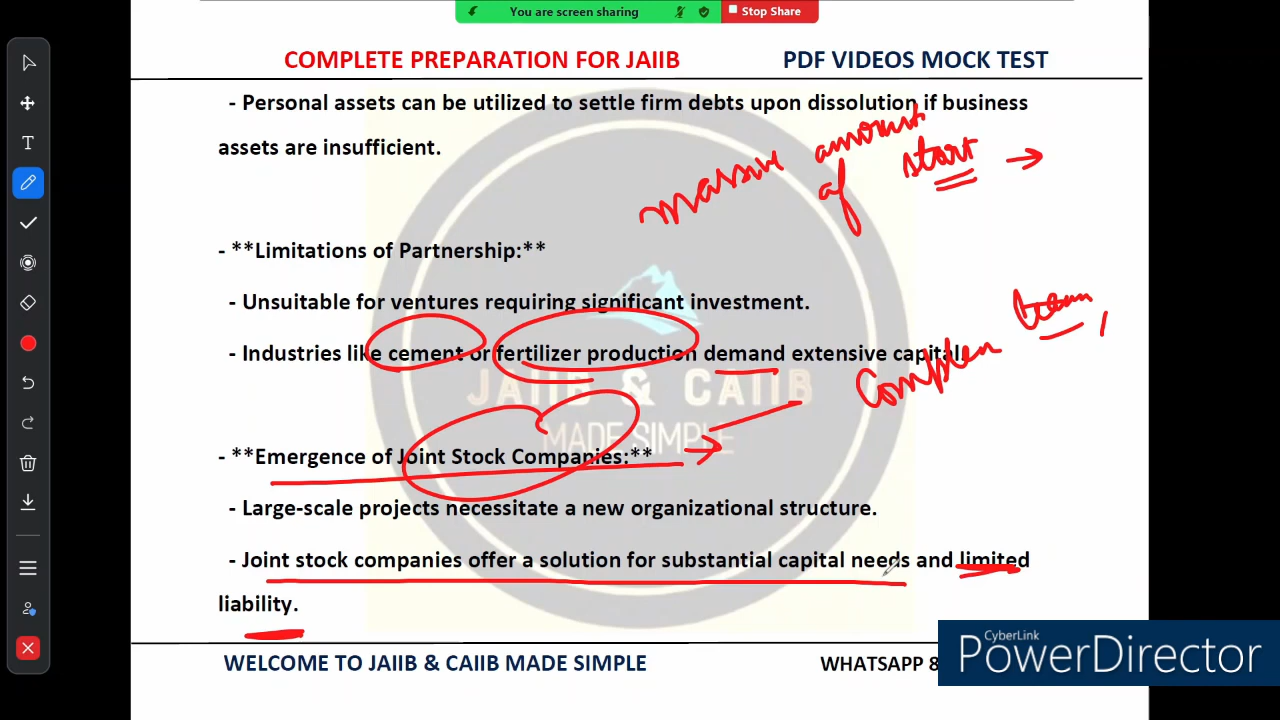 You are screen sharing
Stop Share
COMPLETE PREPARATION FOR JAIIB PDF VIDEOS MOCK TEST
- Personal assets can be utilized to settle firm debts upon dissolution if business
assets are insufficient.
massive amount
of start
- **Limitations of Partnership:**
- Unsuitable for ventures requiring significant investment.
- Industries like cement or fertilizer production demand extensive capital.
JAIIB & CAIIB
MADE SIMPLE
- **Emergence of Joint Stock Companies:**
- Large-scale projects necessitate a new organizational structure.
- Joint stock companies offer a solution for substantial capital needs and limited
liability.
WELCOME TO JAIIB & CAIIB MADE SIMPLE WHATSAPP 8
CyberLink
PowerDirector